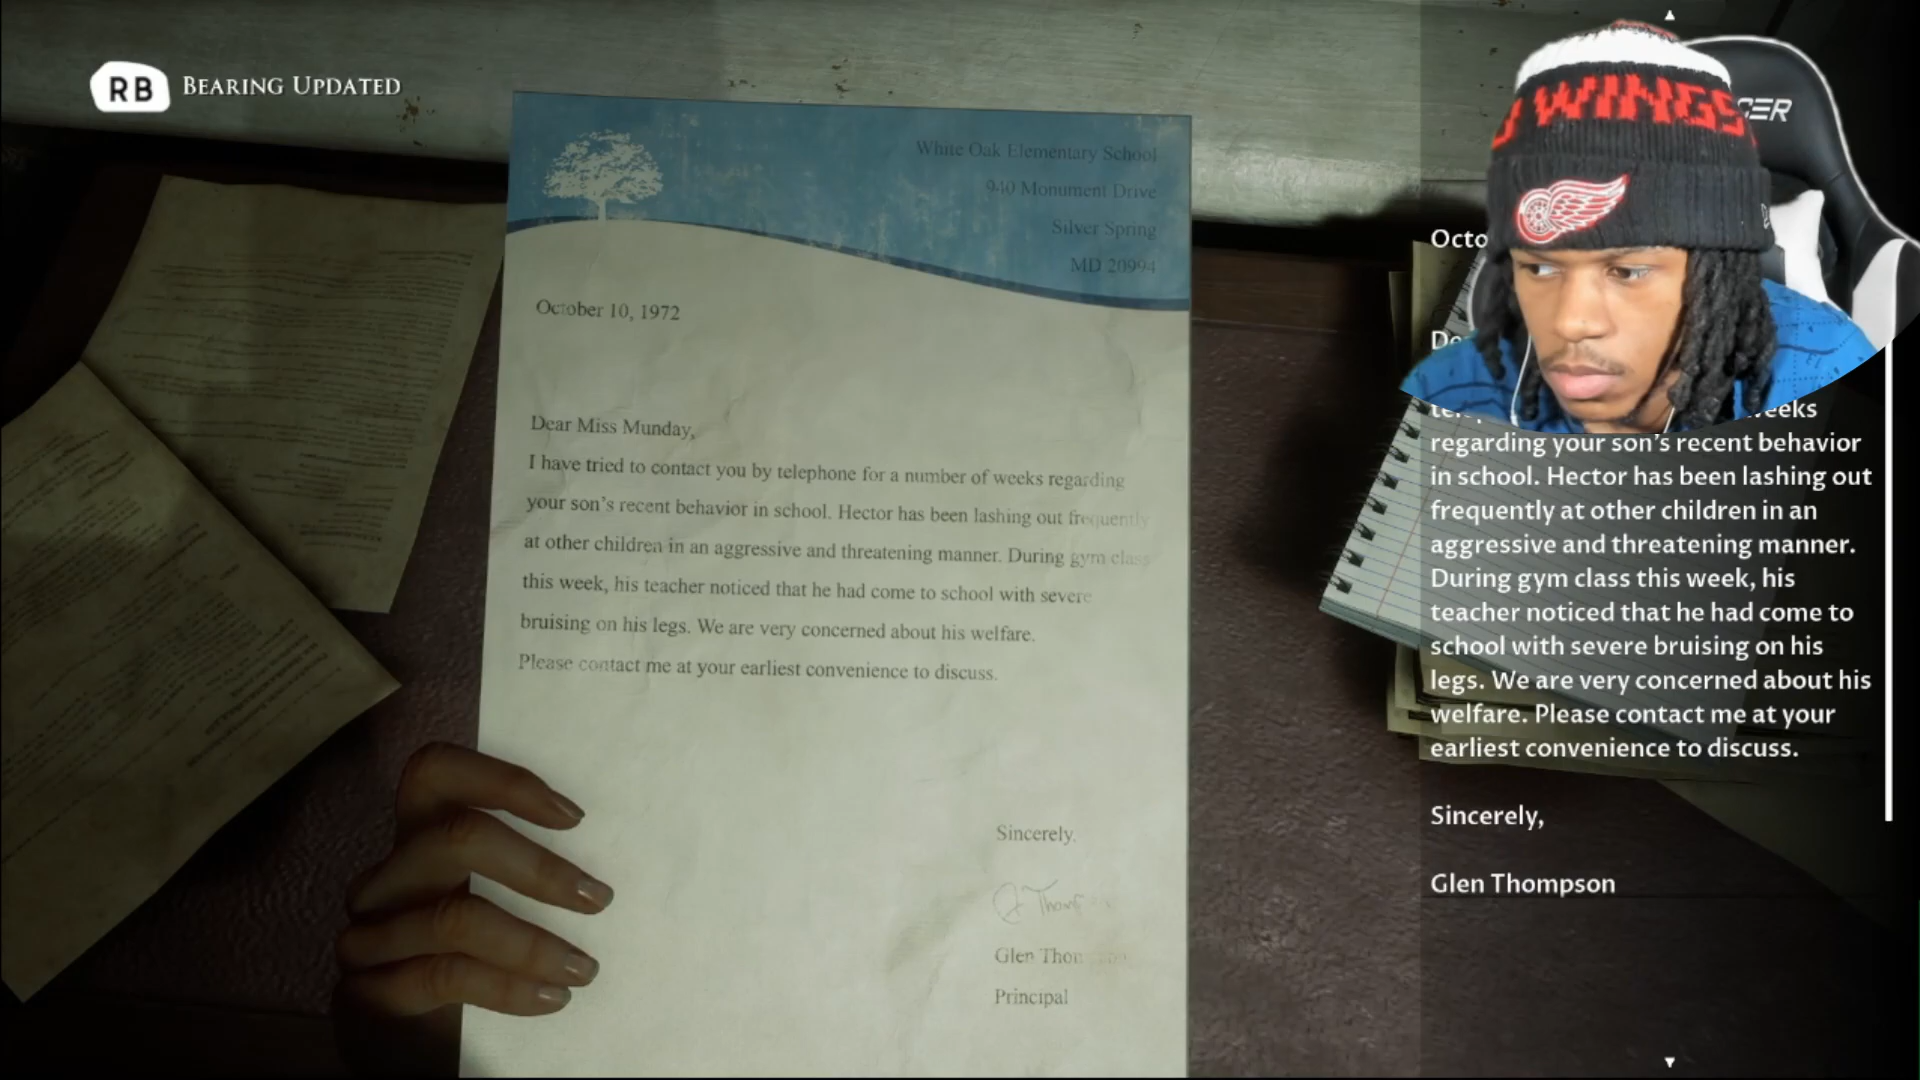 RB BEARING UPDATED
White Oak Elementary School
940 Monument Drive
Silver Spring
MD 20994
October 10, 1972
Dear Miss Munday,
I have tried to contact you by telephone for a number of weeks regarding
your son's recent behavior in school. Hector has been lashing out frequently
at other children in an aggressive and threatening manner. During gym class
this week, his teacher noticed that he had come to school with severe
bruising on his legs. We are very concerned about his welfare.
Please contact me at your earliest convenience to discuss.
Sincerely,
Glen
Principal
WINGS
weeks
regarding your son's recent behavior
in school. Hector has been lashing out
frequently at other children in an
aggressive and threatening manner.
During gym class this week, his
teacher noticed that he had come to
school with severe bruising on his
legs. We are very concerned about his
welfare. Please contact me at your
earliest convenience to discuss.
Sincerely,
Glen Thompson